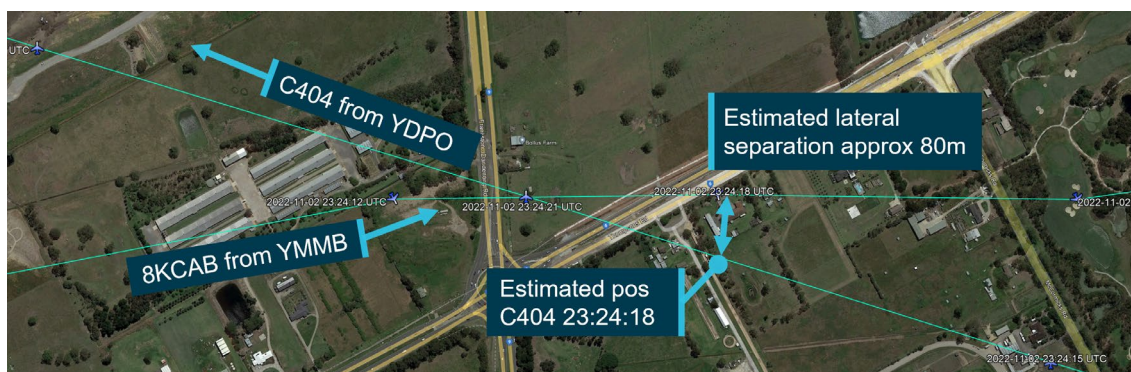 UTC
C404 from YDPO
Estimated lateral
separation approx 80m
2022-11-02 23:24:18 UTC
2022-11-02 23:24:12 UTC
2022-11-02 23:24:21 UTC
2022-11-02
8KCAB from YMMB
Estimated pos
C404 23:24:18
2022-11-02 23:24:15 UTC